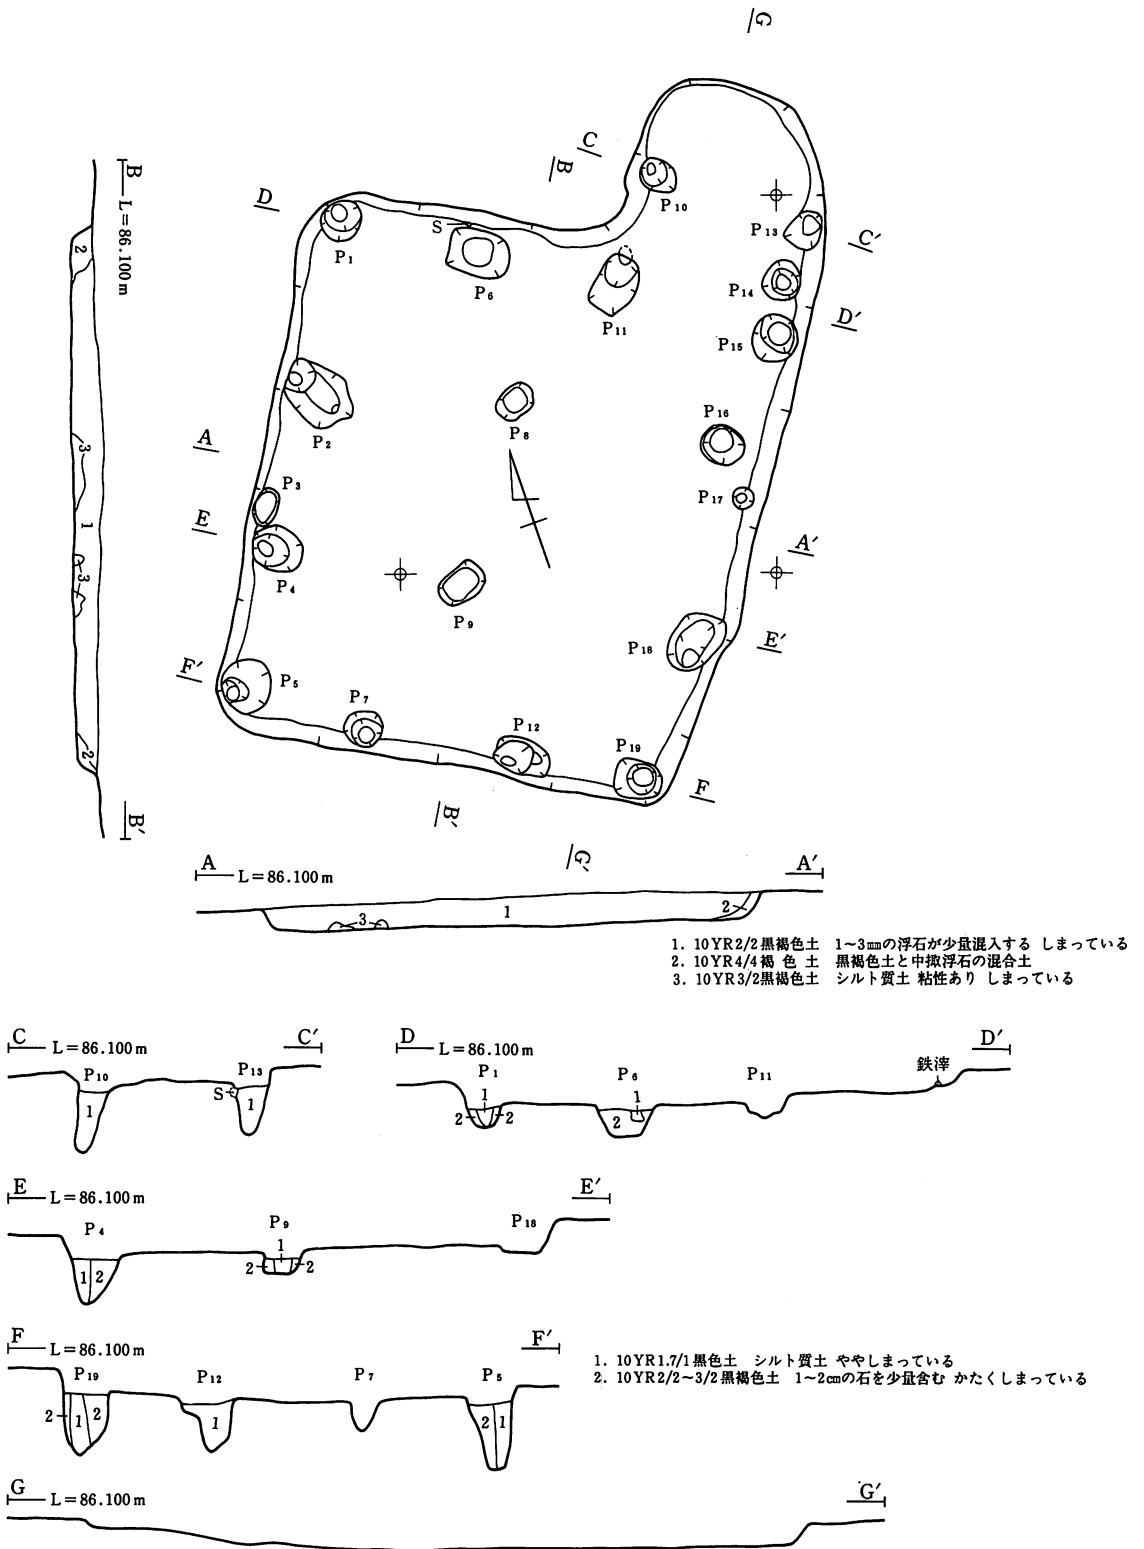 G
C
B
D
P10
S
P13
C′
P1
P6
P14
D′
P11
P15
B L=86.100m
2
3
1
3
2
B′
A
P2
P8
P16
P3
P17
E
A′
P4
P9
P18
E′
F′
P5
P7
P12
P19
F
B′
G′
A L=86.100m A′
3 1 2
1. 10YR2/2黒褐色土 1~3㎜の浮石が少量混入する しまっている
2. 10YR4/4褐色土 黒褐色土と中掫浮石の混合土
3. 10YR3/2黒褐色土 シルト質土 粘性あり しまっている
C L=86.100m C′
P10 P13
S
1 1
D L=86.100m D′
P1 P6 P11 鉄滓
1 1
2 2 2
E L=86.100m E′
P4 P9 P18
1
1 2 2 2
F L=86.100m F′
P19 P12 P7 P5
2 1 2 1 2 1
1. 10YR1.7/1黒色土 シルト質土 ややしまっている
2. 10YR2/2~3/2黒褐色土 1~2㎝の石を少量含む かたくしまっている
G L=86.100m G′